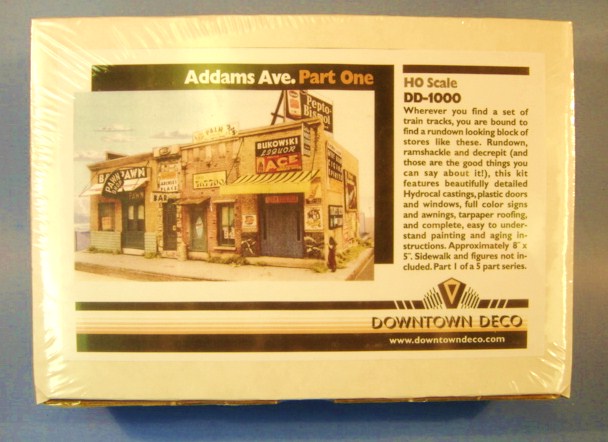 Addams Ave. Part One
HO Scale
DD-1000
Wherever you find a set of
train tracks, you are bound to
find a rundown looking block of
stores like these. Rundown,
ramshackle and decrepit (and
those are the good things you
can say about it!), this kit
features beautifully detailed
Hydrocal castings, plastic doors
and windows, full color signs
and awnings, tarpaper roofing,
and complete, easy to under-
stand painting and aging in-
structions. Approximately 8" x
5". Sidewalk and figures not in-
cluded. Part 1 of a 5 part series.
Pepto-
Bismol
BUKOWSKI
LIQUOR
ACE
PAWN
PAWN
TATTOO
BAR
DOWNTOWN DECO
www.downtowndeco.com